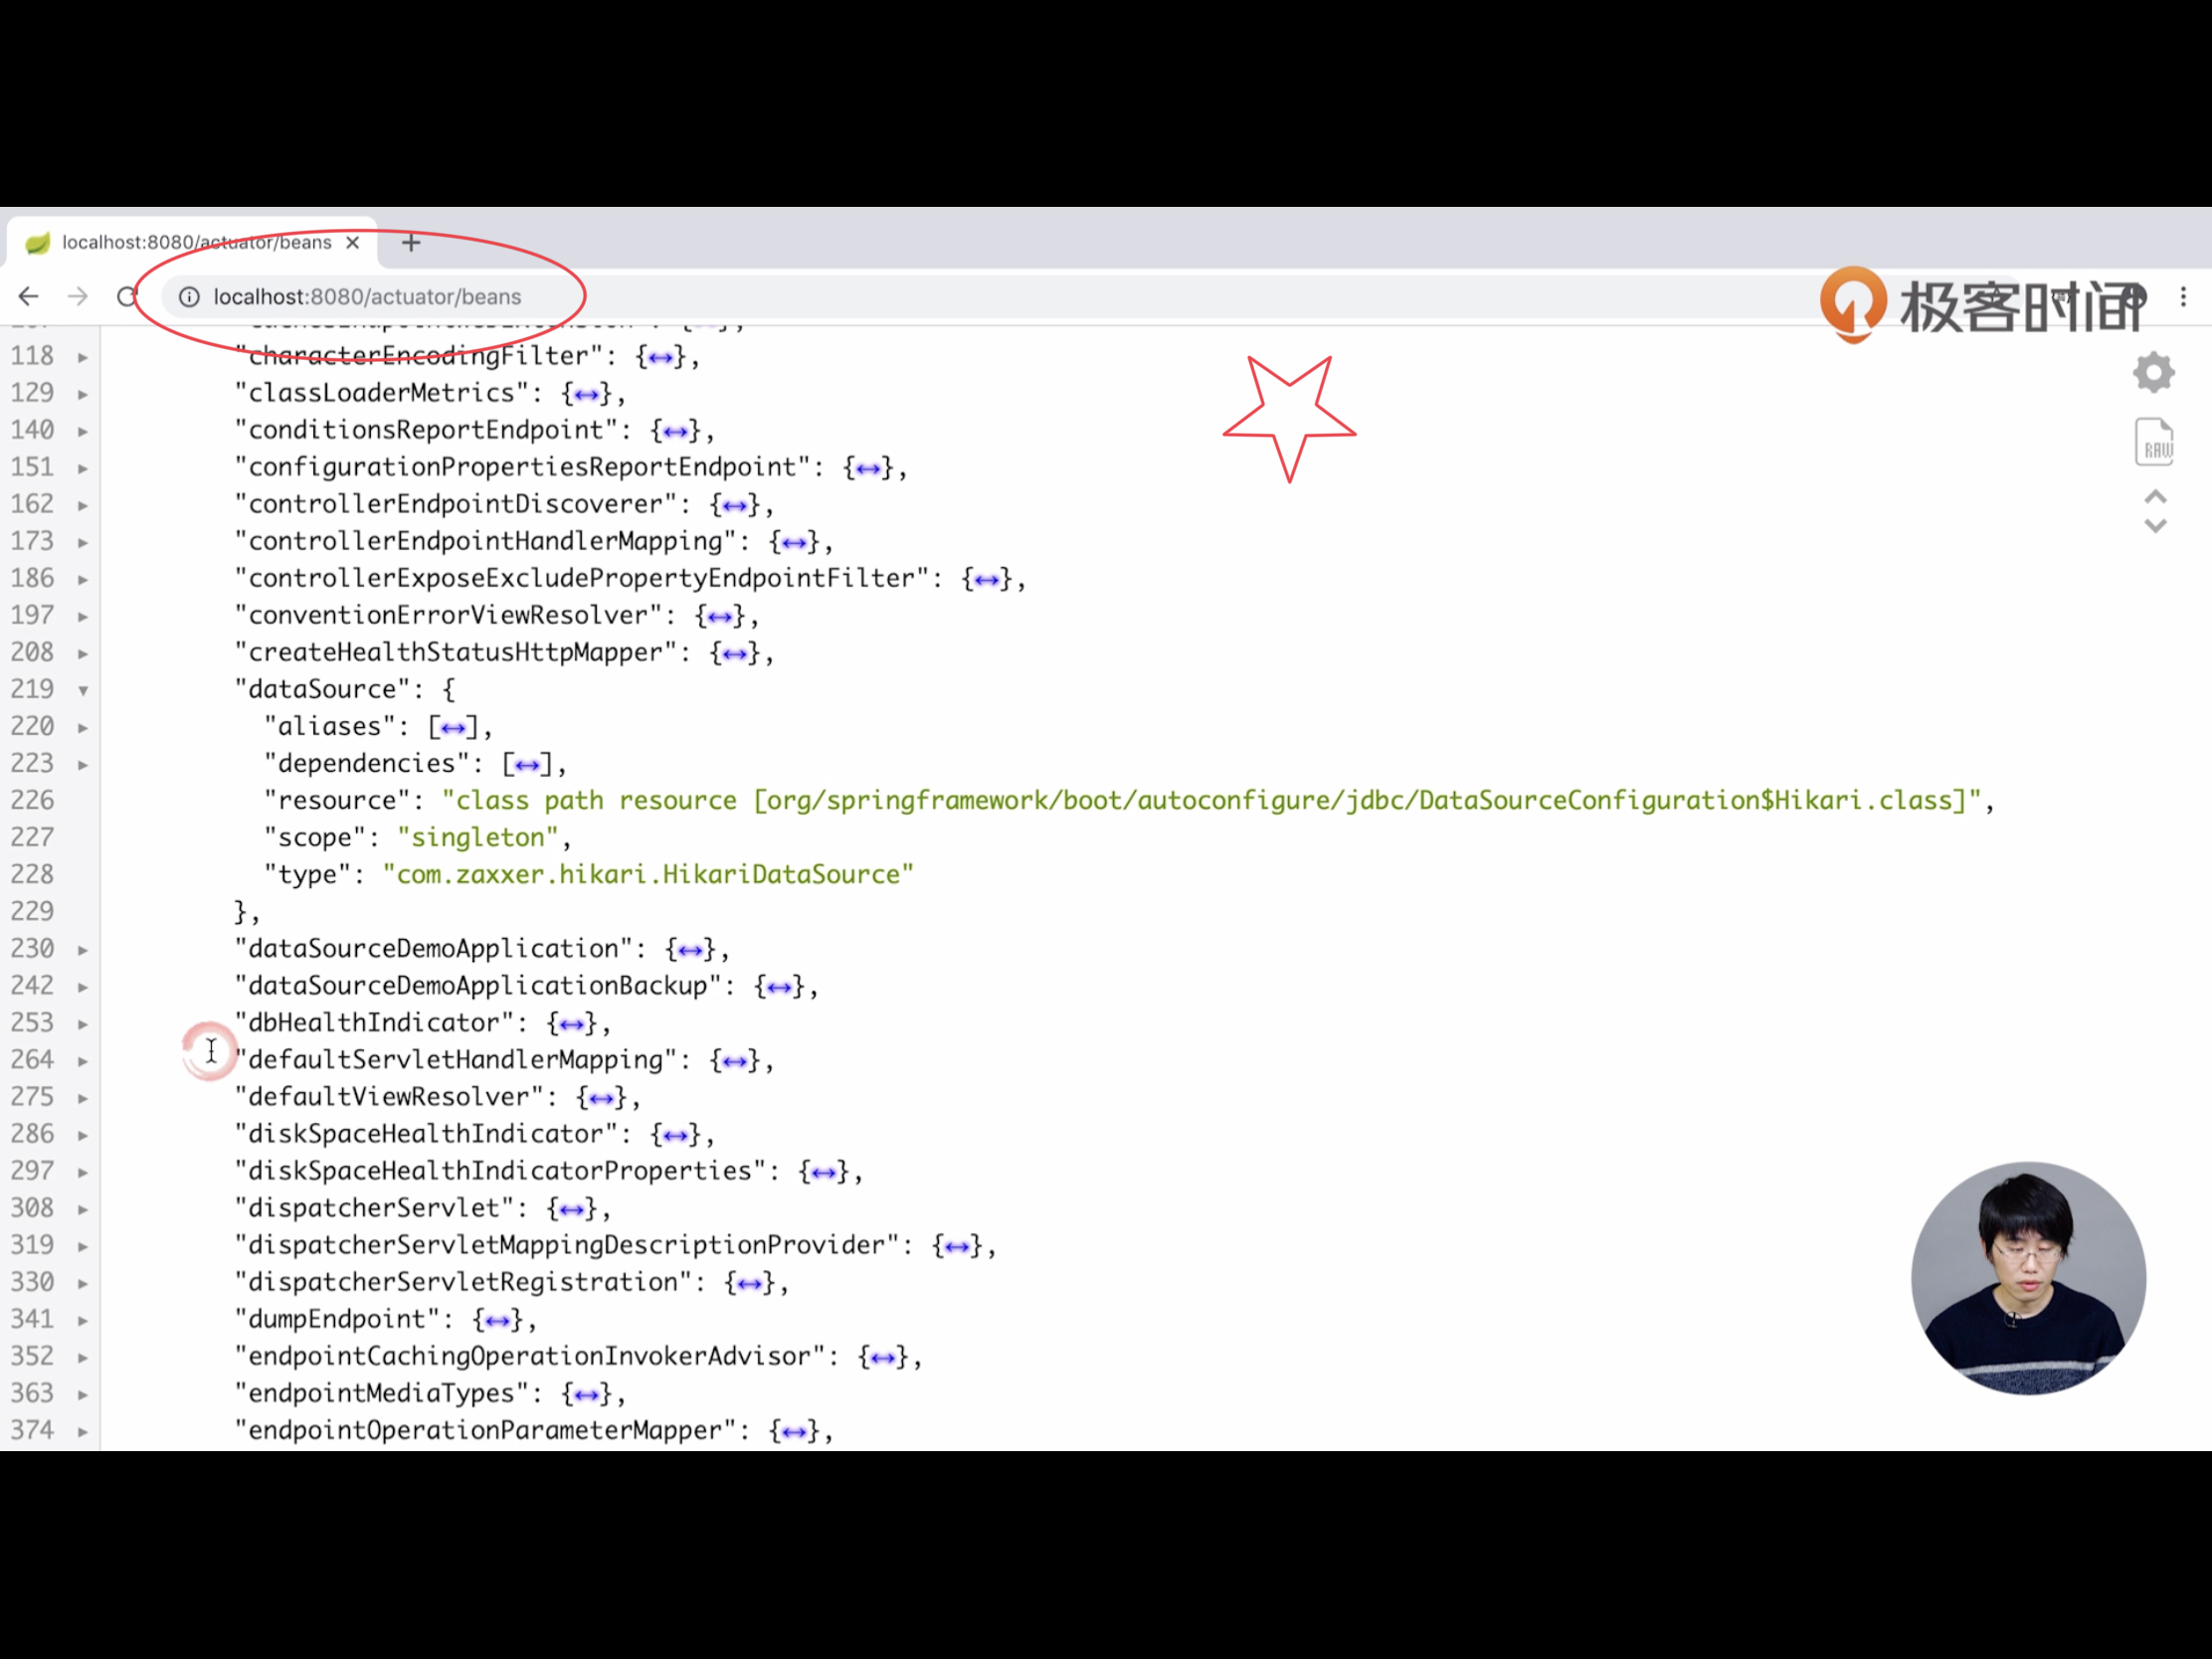 localhost:8080/actuator/beans
localhost:8080/actuator/beans
极客时间
118 "characterEncodingFilter": {↔},
129 "classLoaderMetrics": {↔},
140 "conditionsReportEndpoint": {↔},
151 "configurationPropertiesReportEndpoint": {↔},
162 "controllerEndpointDiscoverer": {↔},
173 "controllerEndpointHandlerMapping": {↔},
186 "controllerExposeExcludePropertyEndpointFilter": {↔},
197 "conventionErrorViewResolver": {↔},
208 "createHealthStatusHttpMapper": {↔},
219 "dataSource": {
220 "aliases": [↔],
223 "dependencies": [↔],
226 "resource": "class path resource [org/springframework/boot/autoconfigure/jdbc/DataSourceConfiguration$Hikari.class]",
227 "scope": "singleton",
228 "type": "com.zaxxer.hikari.HikariDataSource"
229 },
230 "dataSourceDemoApplication": {↔},
242 "dataSourceDemoApplicationBackup": {↔},
253 "dbHealthIndicator": {↔},
264 "defaultServletHandlerMapping": {↔},
275 "defaultViewResolver": {↔},
286 "diskSpaceHealthIndicator": {↔},
297 "diskSpaceHealthIndicatorProperties": {↔},
308 "dispatcherServlet": {↔},
319 "dispatcherServletMappingDescriptionProvider": {↔},
330 "dispatcherServletRegistration": {↔},
341 "dumpEndpoint": {↔},
352 "endpointCachingOperationInvokerAdvisor": {↔},
363 "endpointMediaTypes": {↔},
374 "endpointOperationParameterMapper": {↔},
RAW